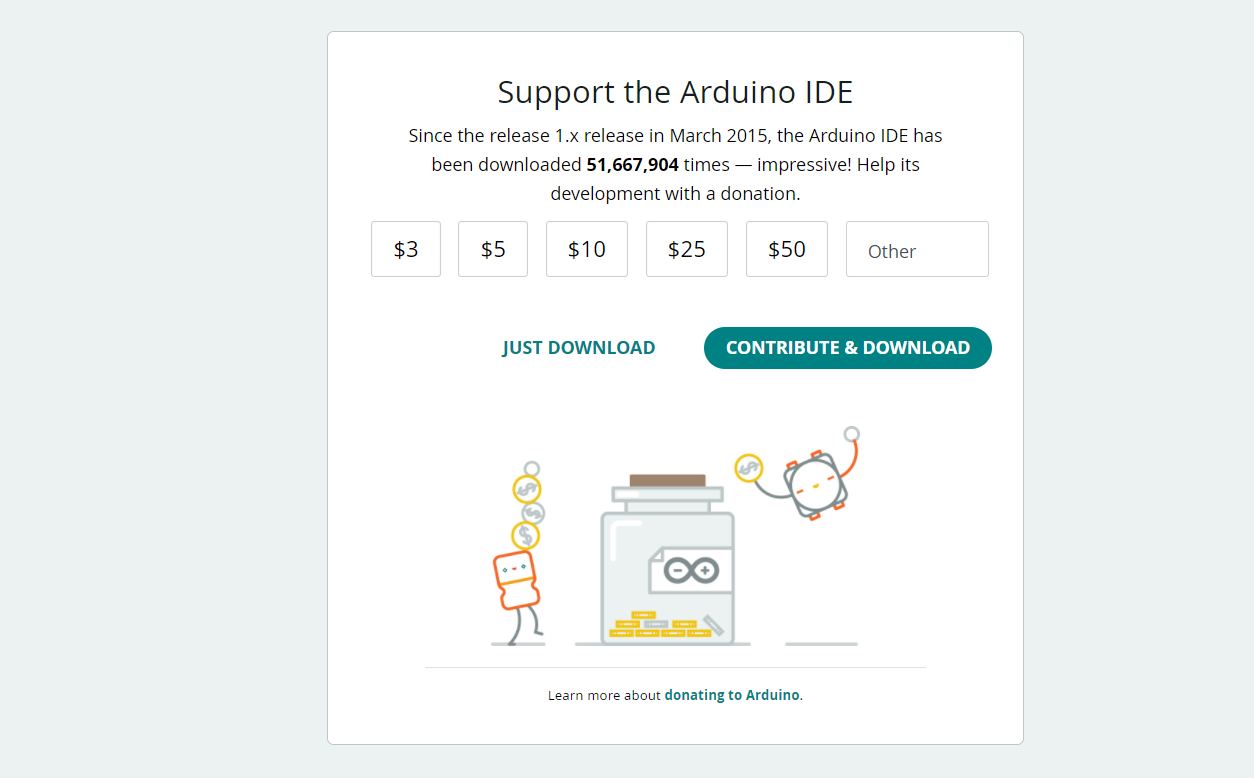 Support the Arduino IDE
Since the release 1.x release in March 2015, the Arduino IDE has
been downloaded 51,667,904 times — impressive! Help its
development with a donation.
$3 $5 $10 $25 $50 Other
JUST DOWNLOAD CONTRIBUTE & DOWNLOAD
Learn more about donating to Arduino.